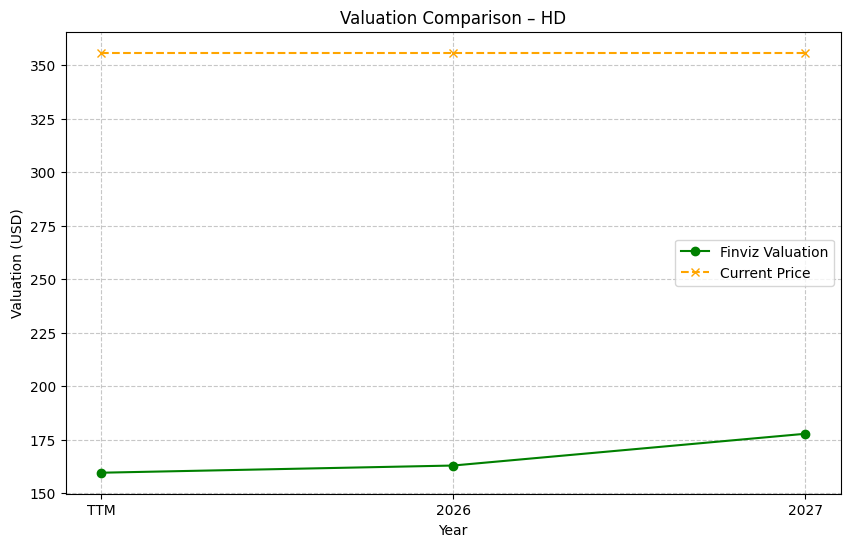 Valuation Comparison – HD
Valuation (USD)
350
325
300
275
250
225
200
175
150
Finviz Valuation
Current Price
TTM
2026
2027
Year